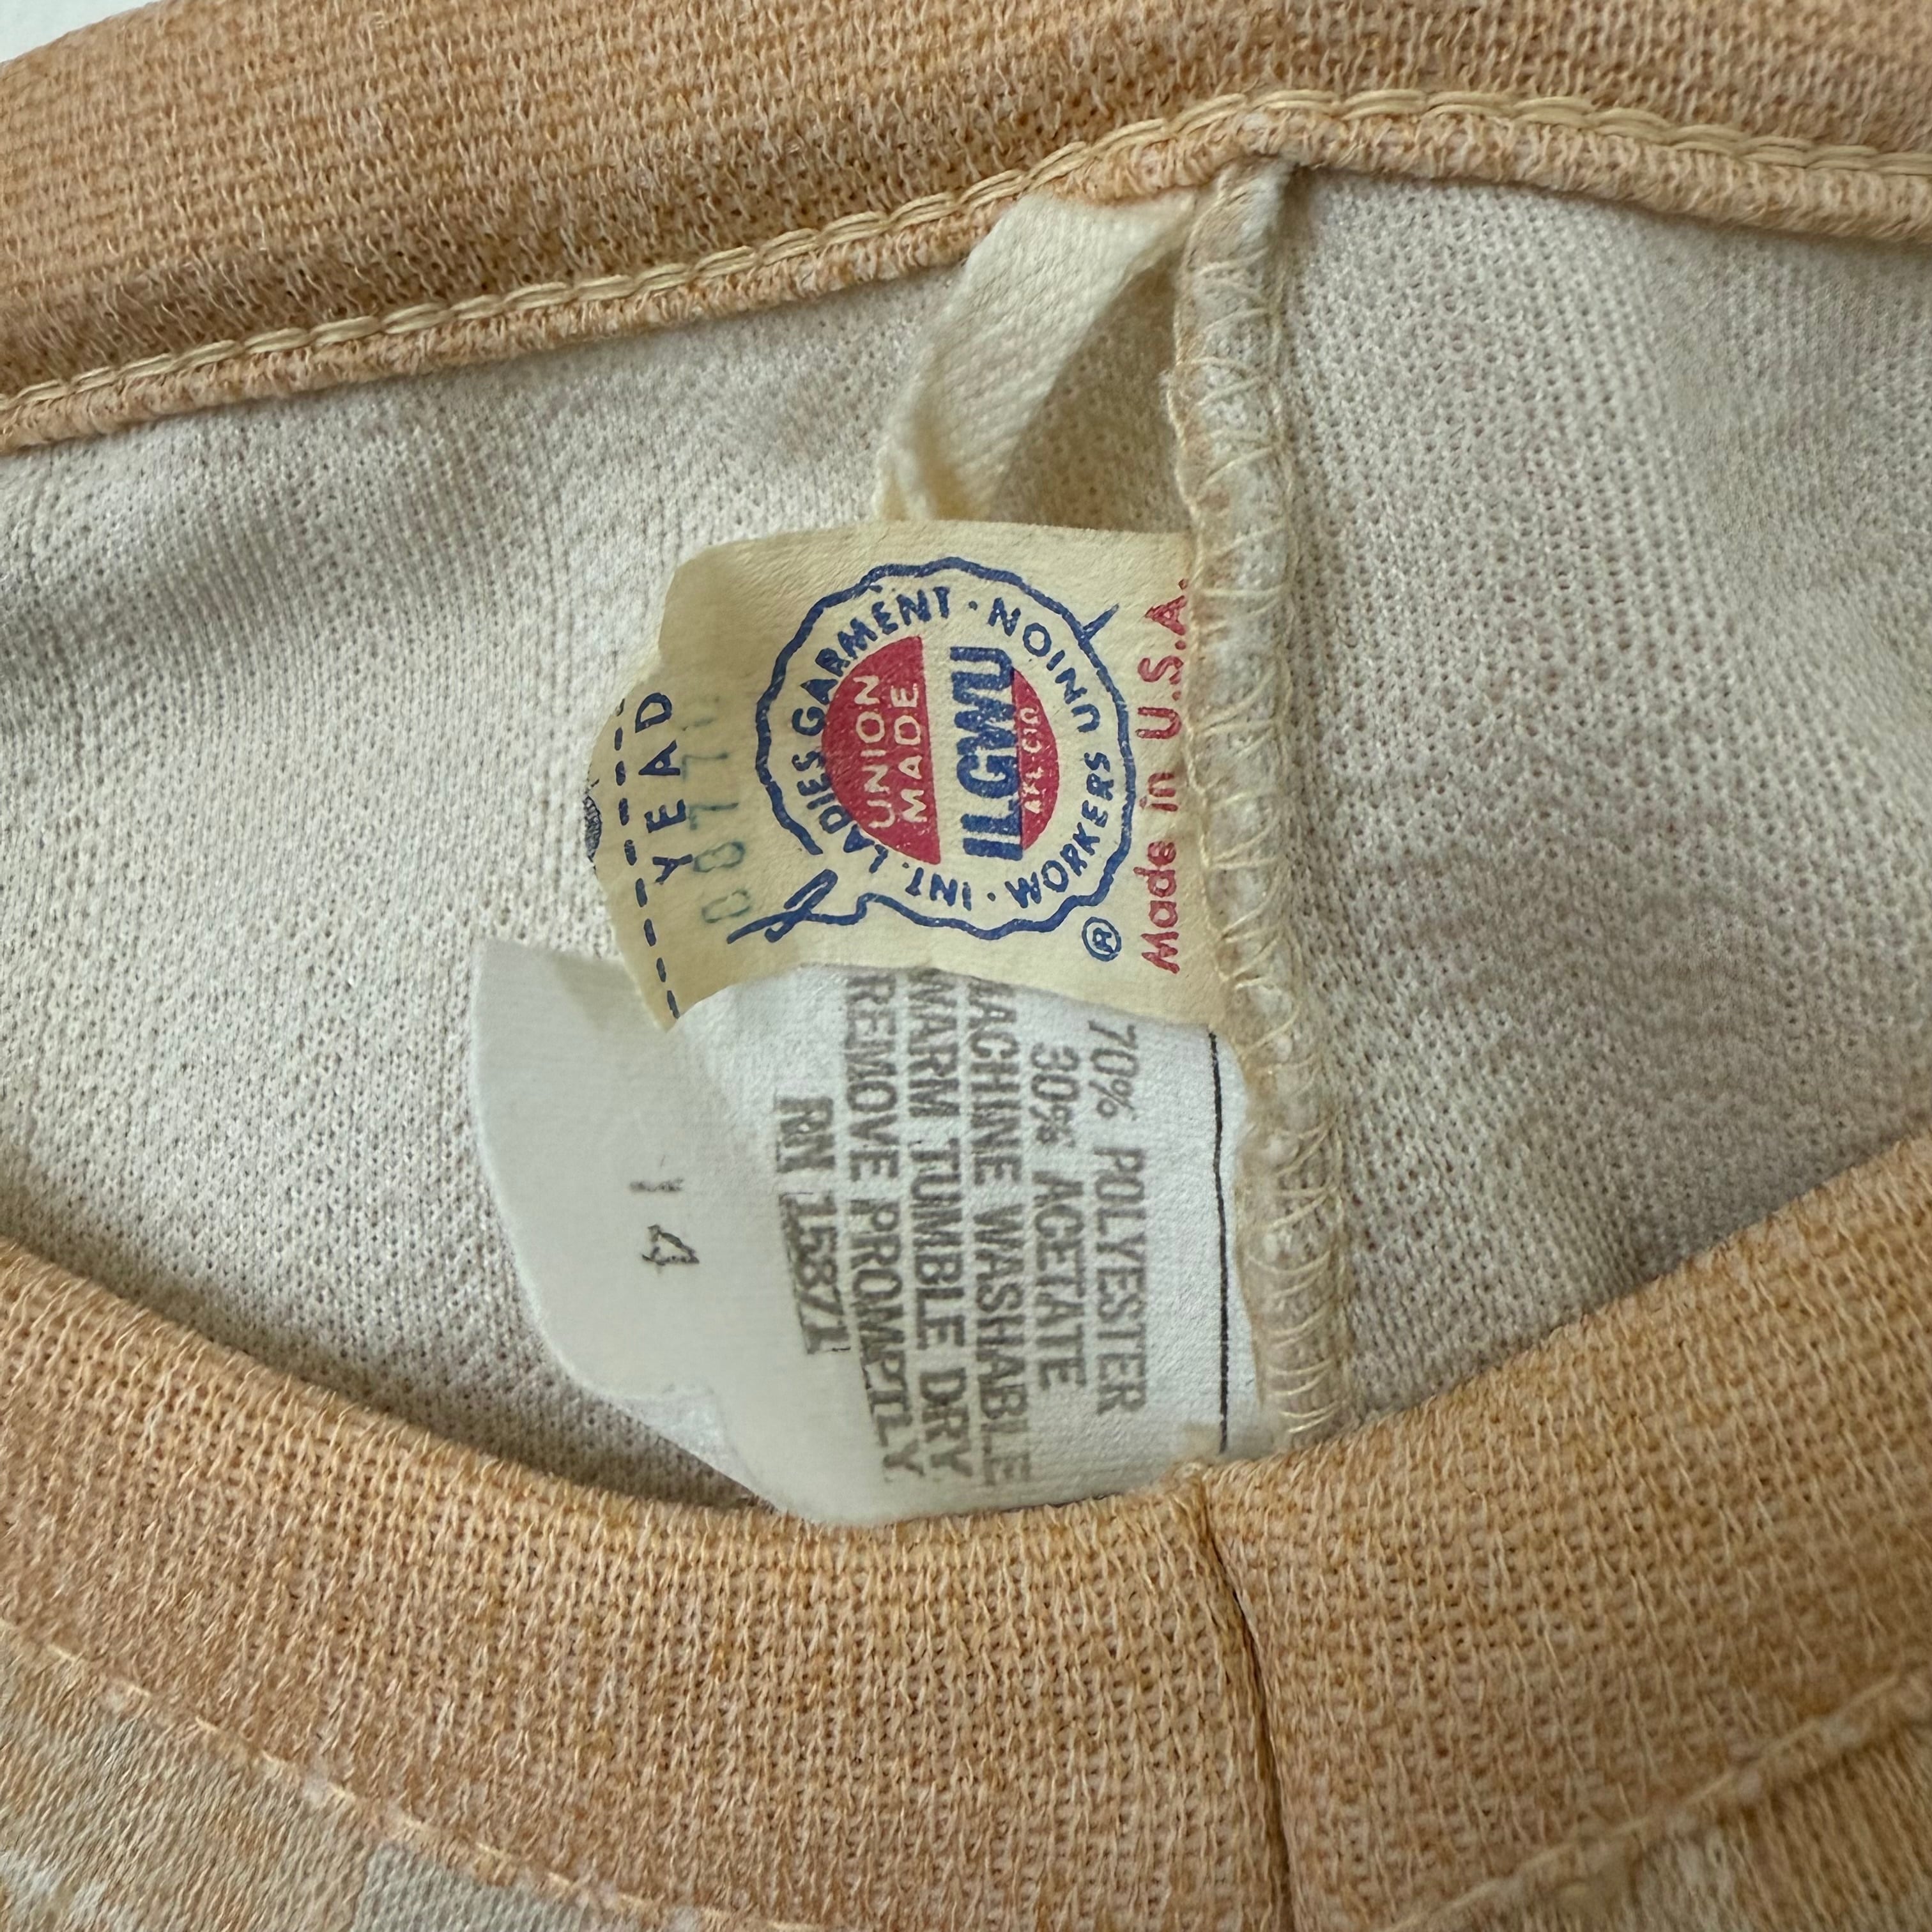 INT. LADIES GARMENT · WORKERS UNION ·
UNION
MADE
ILGWU
AFL-CIO
®
Made in U.S.A.
YEAD
70% POLYESTER
30% ACETATE
MACHINE WASHABLE
WARM TUMBLE DRY
REMOVE PROMPTLY
RN 15871
14